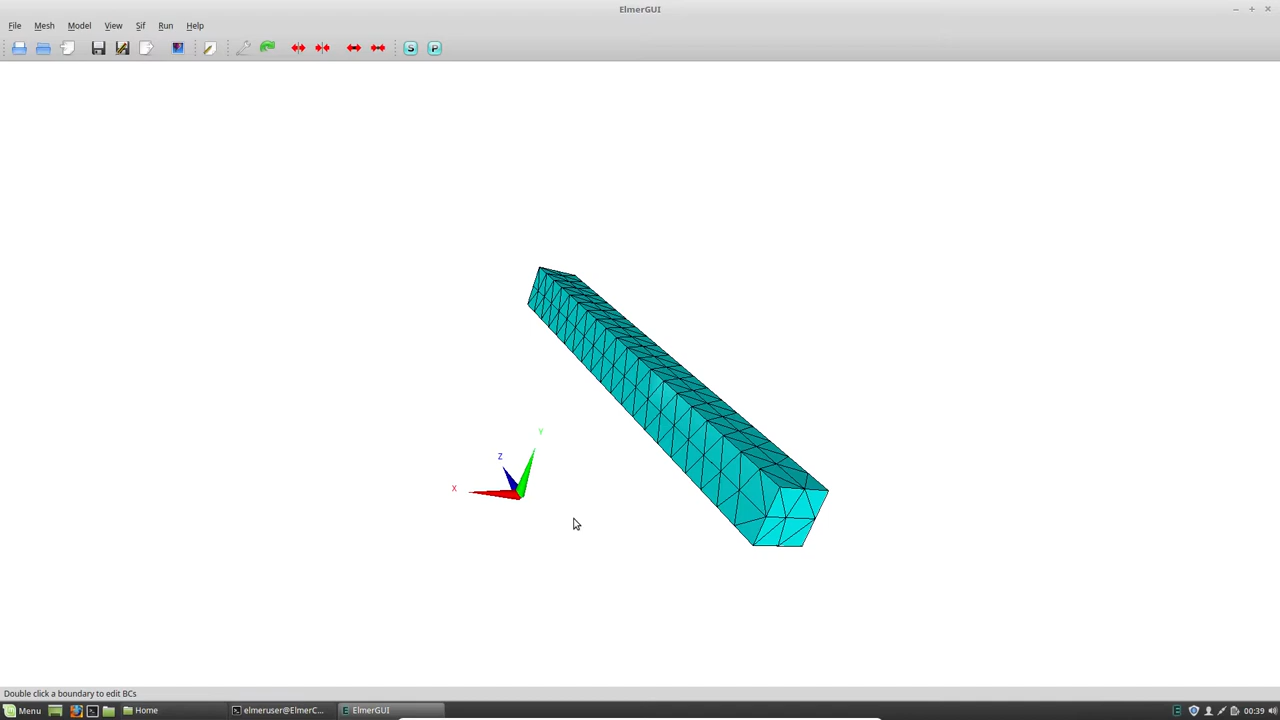 ElmerGUI
File Mesh Model View Sif Run Help
S P
Y
Z
X
Double click a boundary to edit BCs
Menu Home elmeruser@ElmerC... ElmerGUI E 00:39